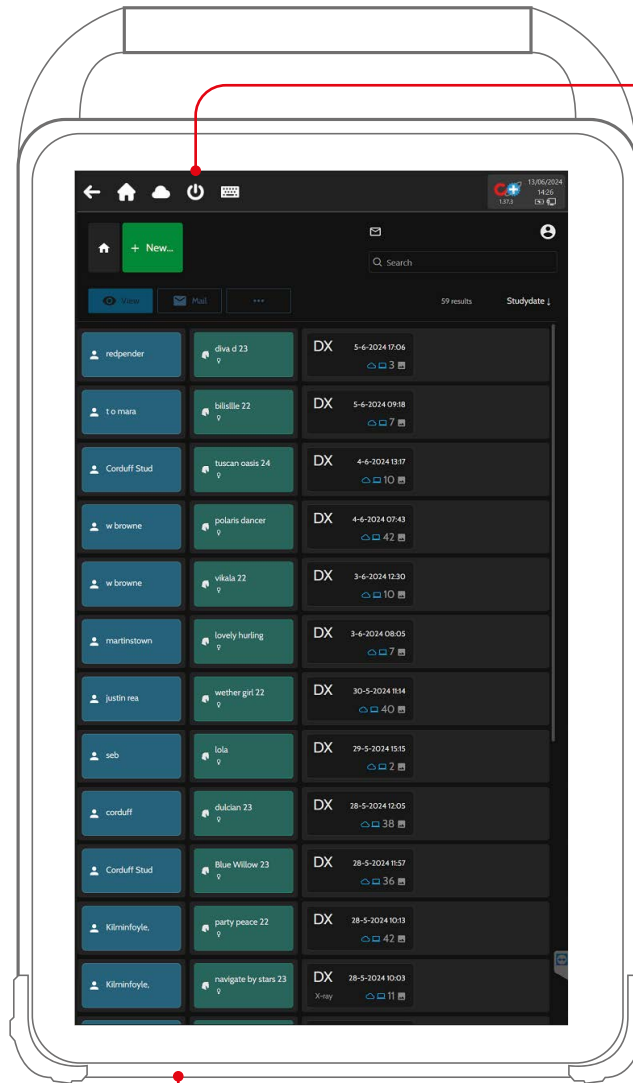 13/06/2024
14:26
1.37.3
+ New...
Search
View
Mail
59 results
Studydate ↓
redpender
diva d 23
DX
5-6-2024 17:06
3
t o mara
bilisllle 22
DX
5-6-2024 09:18
7
Corduff Stud
tuscan oasis 24
DX
4-6-2024 13:17
10
w browne
polaris dancer
DX
4-6-2024 07:43
42
w browne
vikala 22
DX
3-6-2024 12:30
10
martinstown
lovely hurling
DX
3-6-2024 08:05
7
justin rea
wether girl 22
DX
30-5-2024 11:14
40
seb
lola
DX
29-5-2024 15:15
2
corduff
dulcian 23
DX
28-5-2024 12:05
38
Corduff Stud
Blue Willow 23
DX
28-5-2024 11:57
36
Kilminfoyle,
party peace 22
DX
28-5-2024 10:13
42
Kilminfoyle,
navigate by stars 23
DX
28-5-2024 10:03
X-ray
11